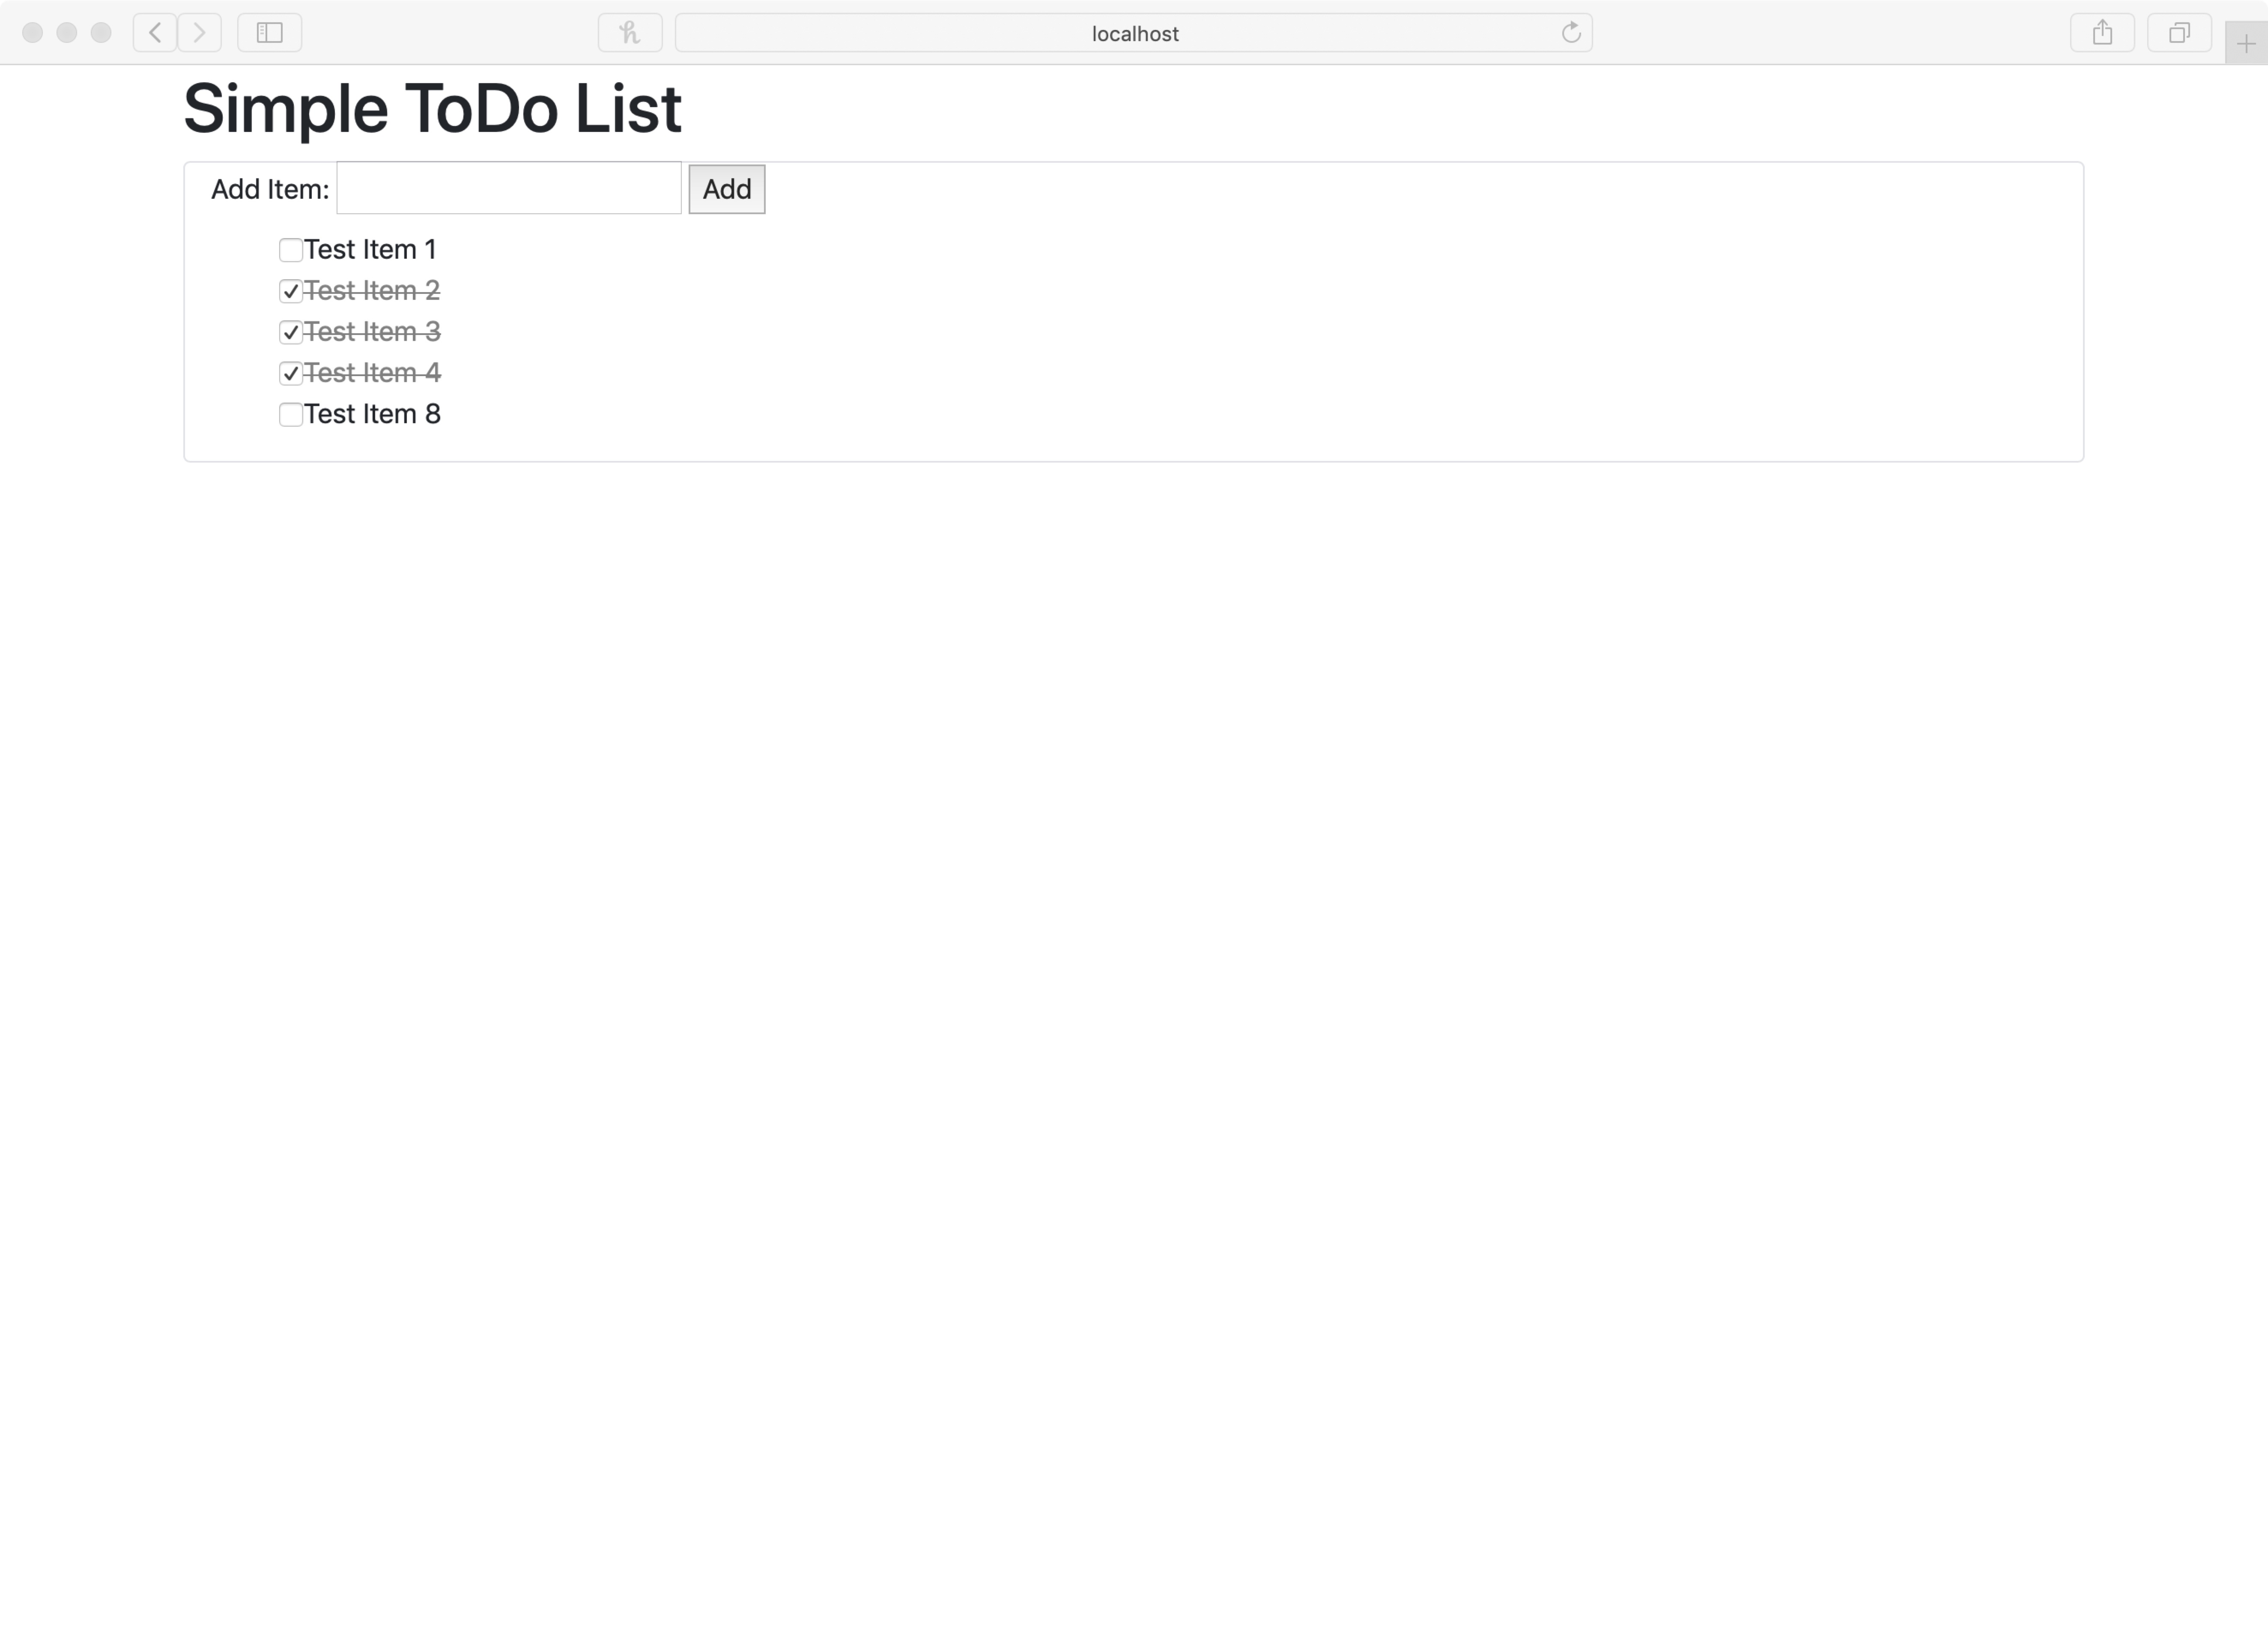 localhost
Simple ToDo List
Add Item: Add
Test Item 1
Test Item 2
Test Item 3
Test Item 4
Test Item 8